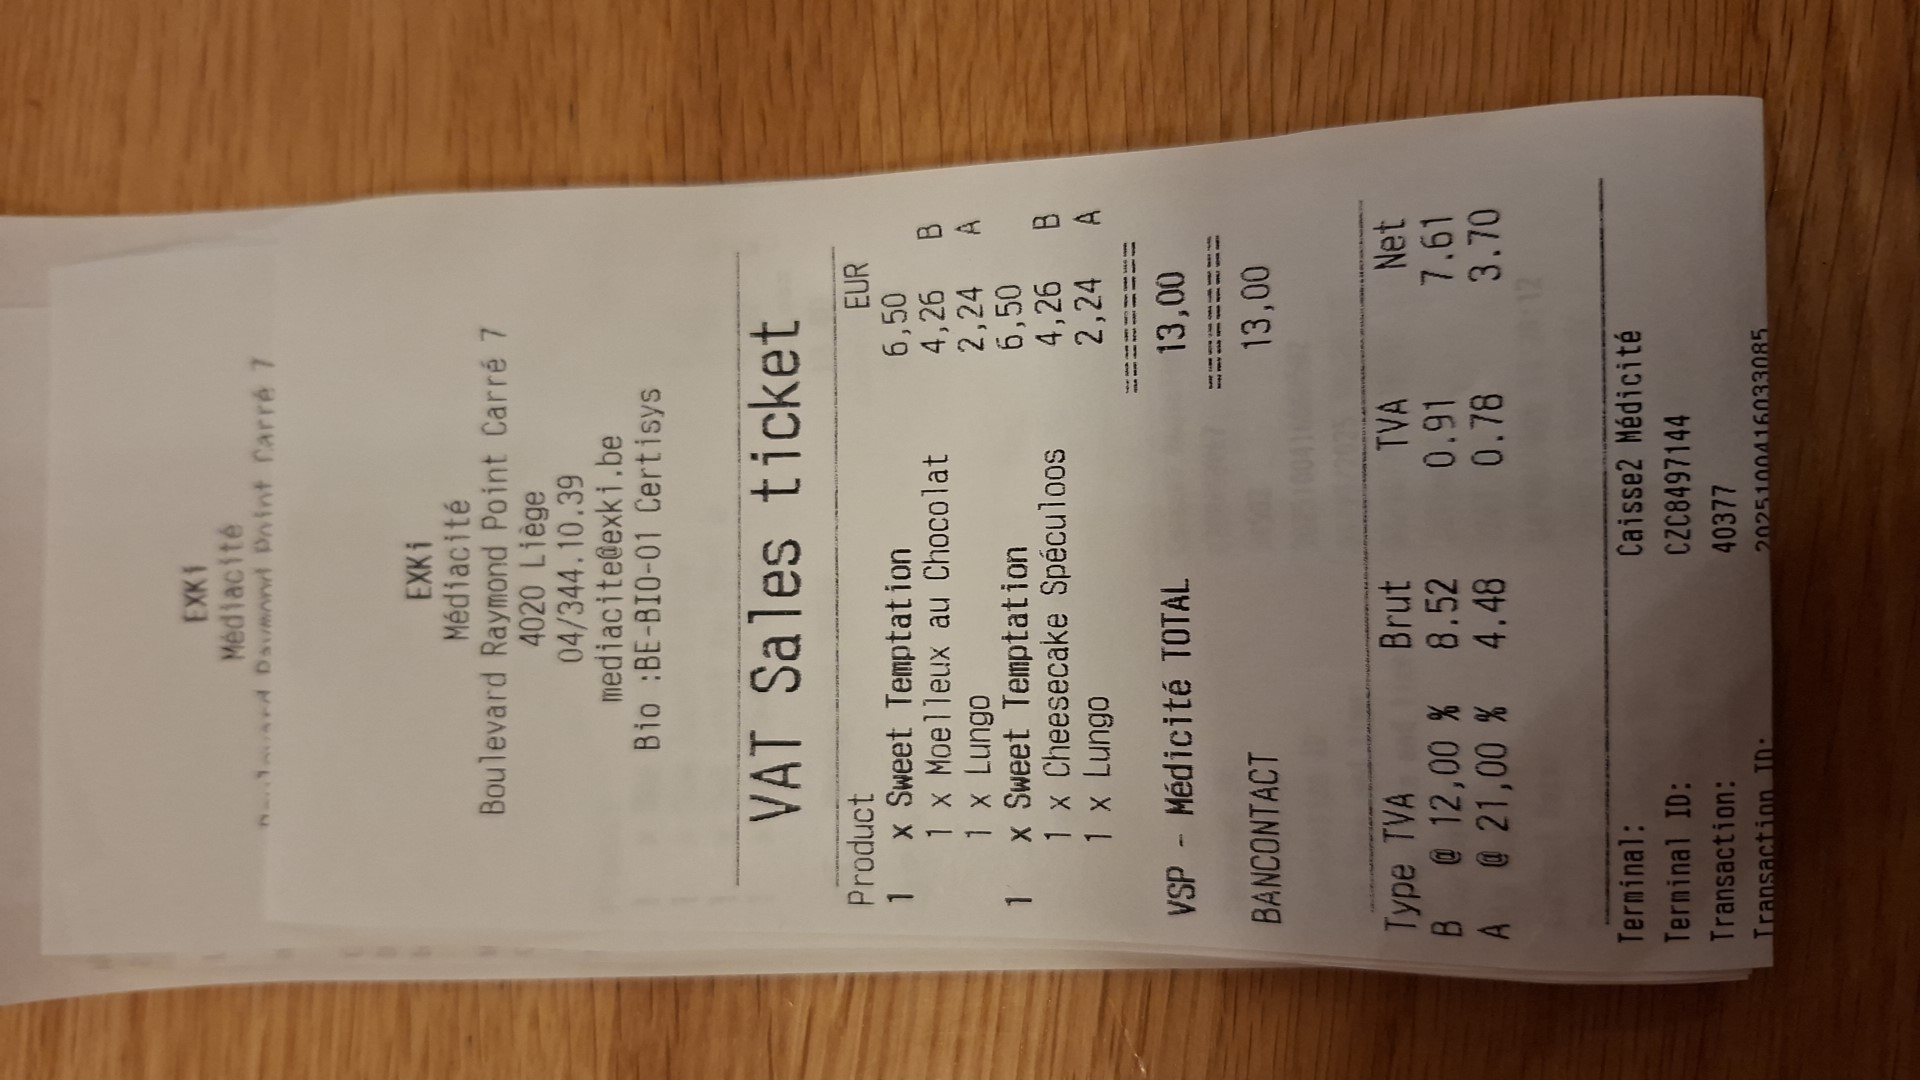 EXKi
Médiacité
EXKi
Médiacité
Boulevard Raymond Point Carré 7
4020 Liège
04/344.10.39
mediacite@exki.be
Bio :BE-BIO-01 Certisys
VAT Sales ticket
Product EUR
1 x Sweet Temptation 6,50
1 x Moelleux au Chocolat 4,26 B
1 x Lungo 2,24 A
1 x Sweet Temptation 6,50
1 x Cheesecake Spéculoos 4,26 B
1 x Lungo 2,24 A
=========
VSP - Médicité TOTAL 13,00
=========
BANCONTACT 13,00
Type TVA Brut TVA Net
B @ 12,00 % 8.52 0.91 7.61
A @ 21,00 % 4.48 0.78 3.70
Terminal: Caisse2 Médicité
Terminal ID: CZC8497144
Transaction: 40377
Transaction ID: 2025100416033085